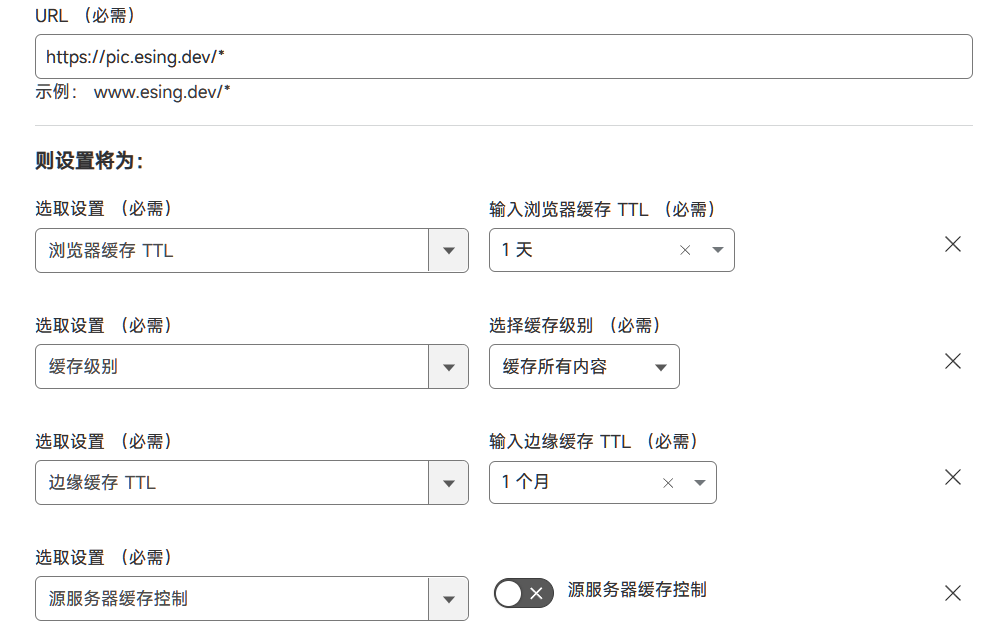 URL （必需）
https://pic.esing.dev/*
示例： www.esing.dev/*
则设置将为：
选取设置 （必需） 输入浏览器缓存 TTL （必需）
浏览器缓存 TTL 1 天
选取设置 （必需） 选择缓存级别 （必需）
缓存级别 缓存所有内容
选取设置 （必需） 输入边缘缓存 TTL （必需）
边缘缓存 TTL 1 个月
选取设置 （必需）
源服务器缓存控制 源服务器缓存控制